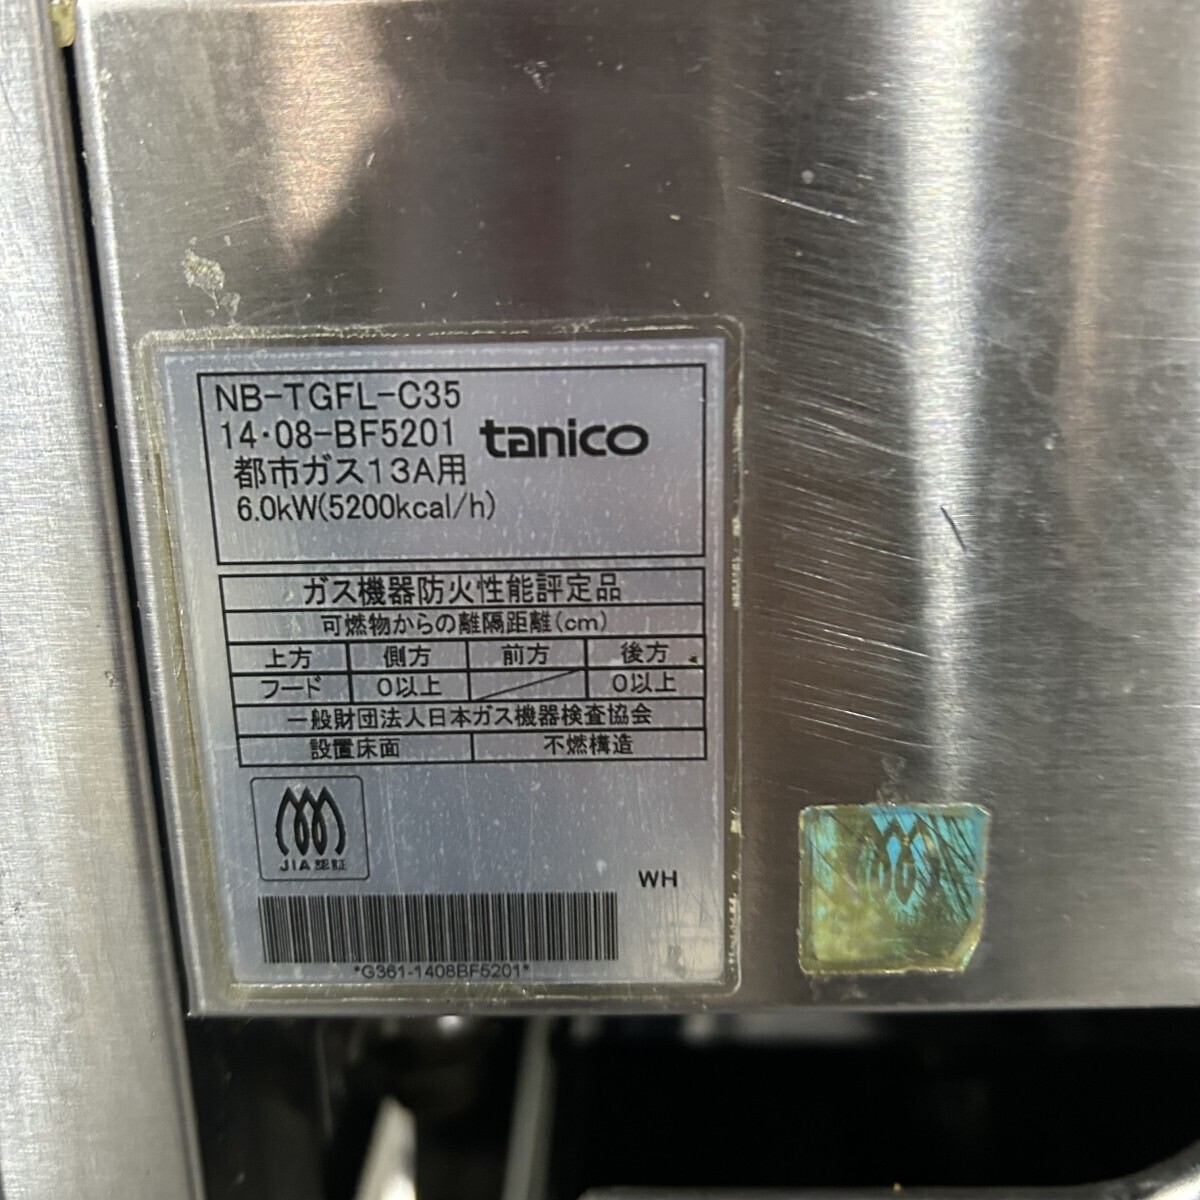 NB-TGFL-C35
14・08-BF5201
tanico
都市ガス13A用
6.0kW(5200kcal/h)
ガス機器防火性能評定品
可燃物からの離隔距離(cm)
上方 側方 前方 後方
フード 0以上 0以上
一般財団法人日本ガス機器検査協会
設置床面 不燃構造
JIA認証
WH
*G361-1408BF5201*